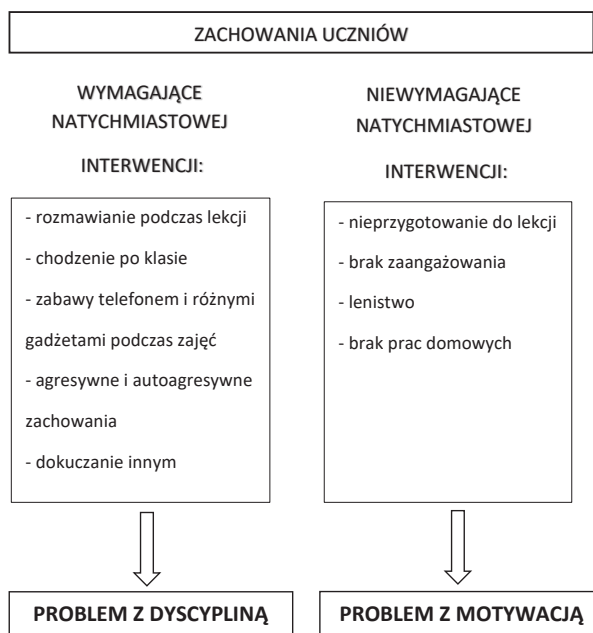 ZACHOWANIA UCZNIÓW
WYMAGAJĄCE
NATYCHMIASTOWEJ
INTERWENCJI:
- rozmawianie podczas lekcji
- chodzenie po klasie
- zabawy telefonem i różnymi
gadżetami podczas zajęć
- agresywne i autoagresywne
zachowania
- dokuczanie innym
PROBLEM Z DYSCYPLINĄ
NIEWYMAGAJĄCE
NATYCHMIASTOWEJ
INTERWENCJI:
- nieprzygotowanie do lekcji
- brak zaangażowania
- lenistwo
- brak prac domowych
PROBLEM Z MOTYWACJĄ